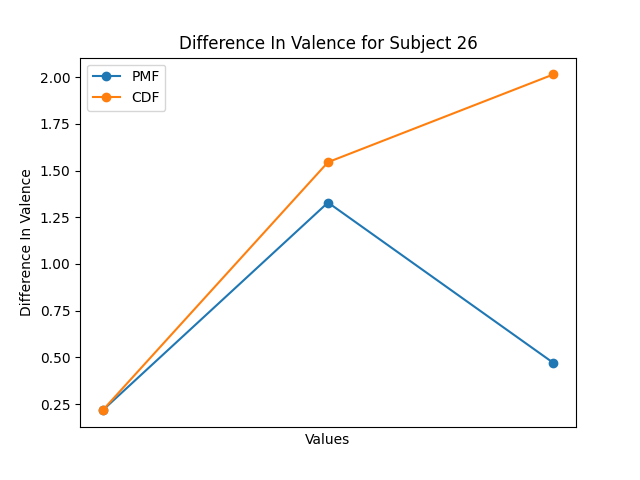 Difference In Valence for Subject 26
PMF
CDF
2.00
1.75
1.50
1.25
1.00
0.75
0.50
0.25
Difference In Valence
Values